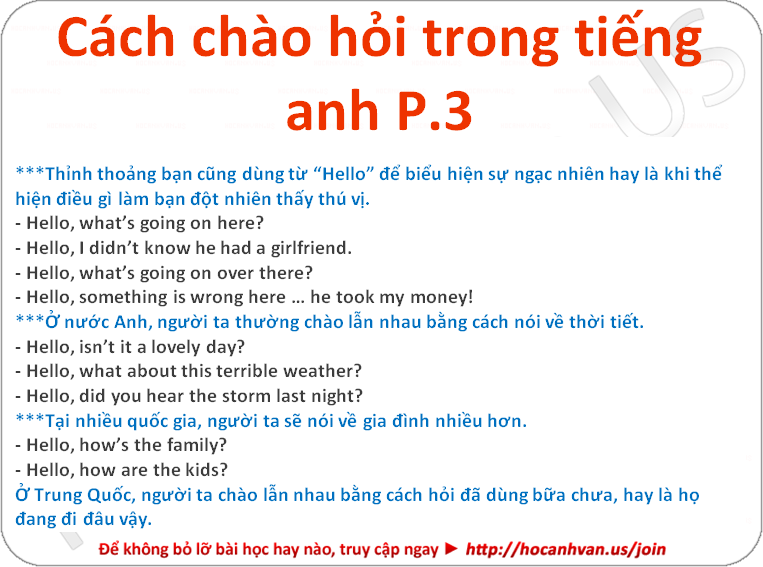 Cách chào hỏi trong tiếng
anh P.3
US
***Thỉnh thoảng bạn cũng dùng từ “Hello” để biểu hiện sự ngạc nhiên hay là khi thể
hiện điều gì làm bạn đột nhiên thấy thú vị.
- Hello, what’s going on here?
- Hello, I didn’t know he had a girlfriend.
- Hello, what’s going on over there?
- Hello, something is wrong here … he took my money!
***Ở nước Anh, người ta thường chào lẫn nhau bằng cách nói về thời tiết.
- Hello, isn’t it a lovely day?
- Hello, what about this terrible weather?
- Hello, did you hear the storm last night?
***Tại nhiều quốc gia, người ta sẽ nói về gia đình nhiều hơn.
- Hello, how’s the family?
- Hello, how are the kids?
Ở Trung Quốc, người ta chào lẫn nhau bằng cách hỏi đã dùng bữa chưa, hay là họ
đang đi đâu vậy.
Để không bỏ lỡ bài học hay nào, truy cập ngay ► http://hocanhvan.us/join